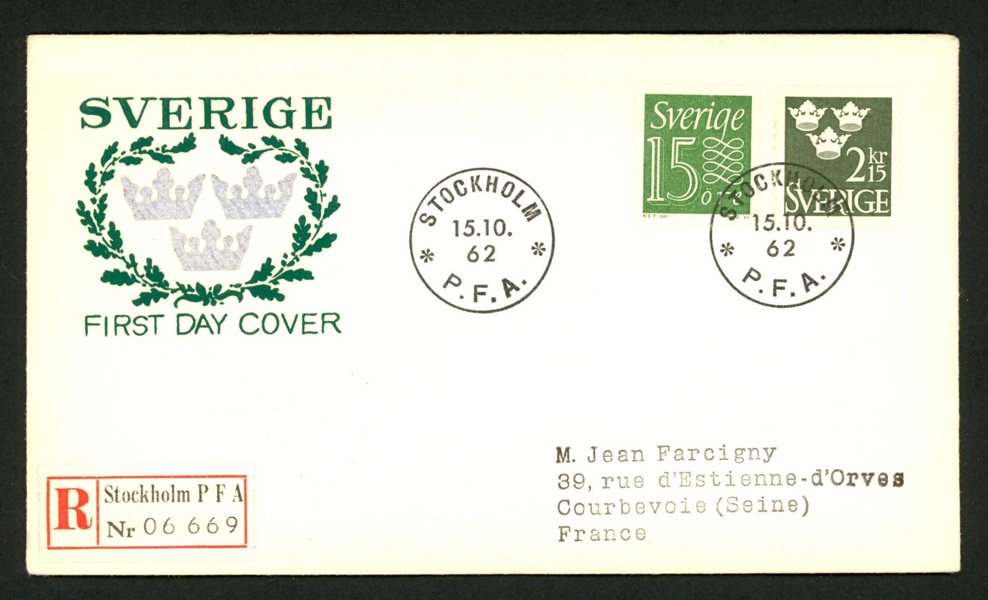 SVERIGE
FIRST DAY COVER
Sverige
15
2 kr 15
SVERIGE
STOCKHOLM
15.10.
62
* *
P.F.A.
STOCKHOLM
15.10.
62
* *
P.F.A.
M. Jean Farcigny
39, rue d'Estienne-d'Orves
Courbevoie (Seine)
France
R
Stockholm P F A
Nr 06 669